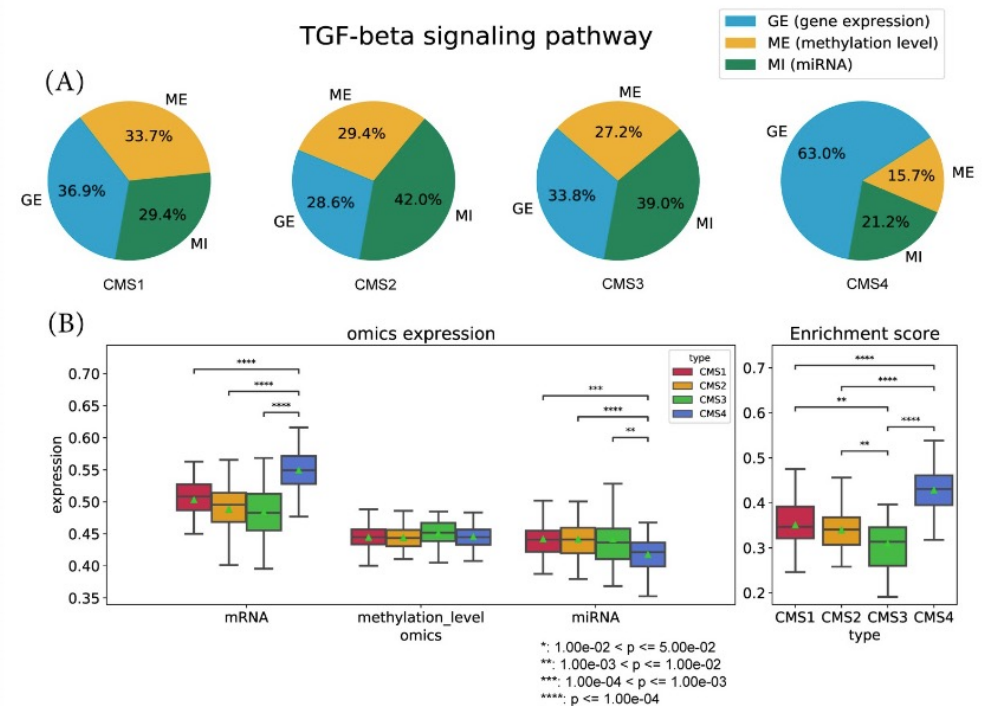 TGF-beta signaling pathway
GE (gene expression)
ME (methylation level)
MI (miRNA)
(A)
ME
33.7%
GE
36.9%
29.4%
MI
CMS1
ME
29.4%
GE
28.6%
42.0%
MI
CMS2
ME
27.2%
GE
33.8%
39.0%
MI
CMS3
GE
63.0%
15.7%
ME
21.2%
MI
CMS4
(B)
omics expression
expression
0.70
0.65
0.60
0.55
0.50
0.45
0.40
0.35
****
****
****
***
****
**
type
CMS1
CMS2
CMS3
CMS4
mRNA
methylation_level
miRNA
omics
Enrichment score
0.7
0.6
0.5
0.4
0.3
0.2
****
****
**
****
**
CMS1 CMS2 CMS3 CMS4
type
*: 1.00e-02 < p <= 5.00e-02
**: 1.00e-03 < p <= 1.00e-02
***: 1.00e-04 < p <= 1.00e-03
****: p <= 1.00e-04